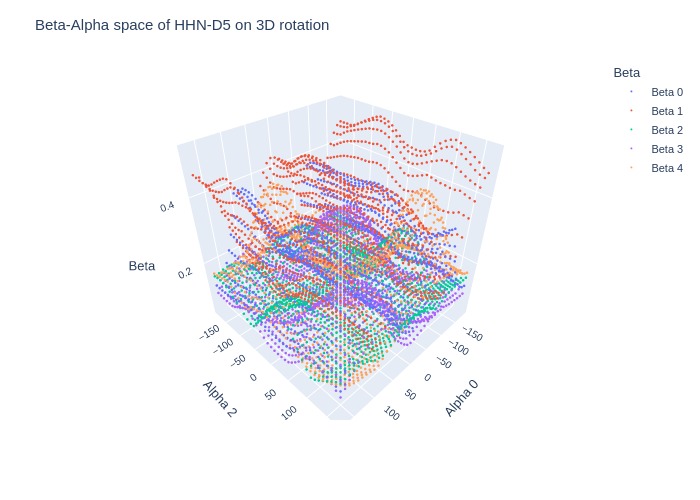 Beta-Alpha space of HHN-D5 on 3D rotation
Beta
Beta 0
Beta 1
Beta 2
Beta 3
Beta 4
0.4
0.2
Beta
−150
−100
−50
0
50
100
Alpha 2
−150
−100
−50
0
50
100
Alpha 0